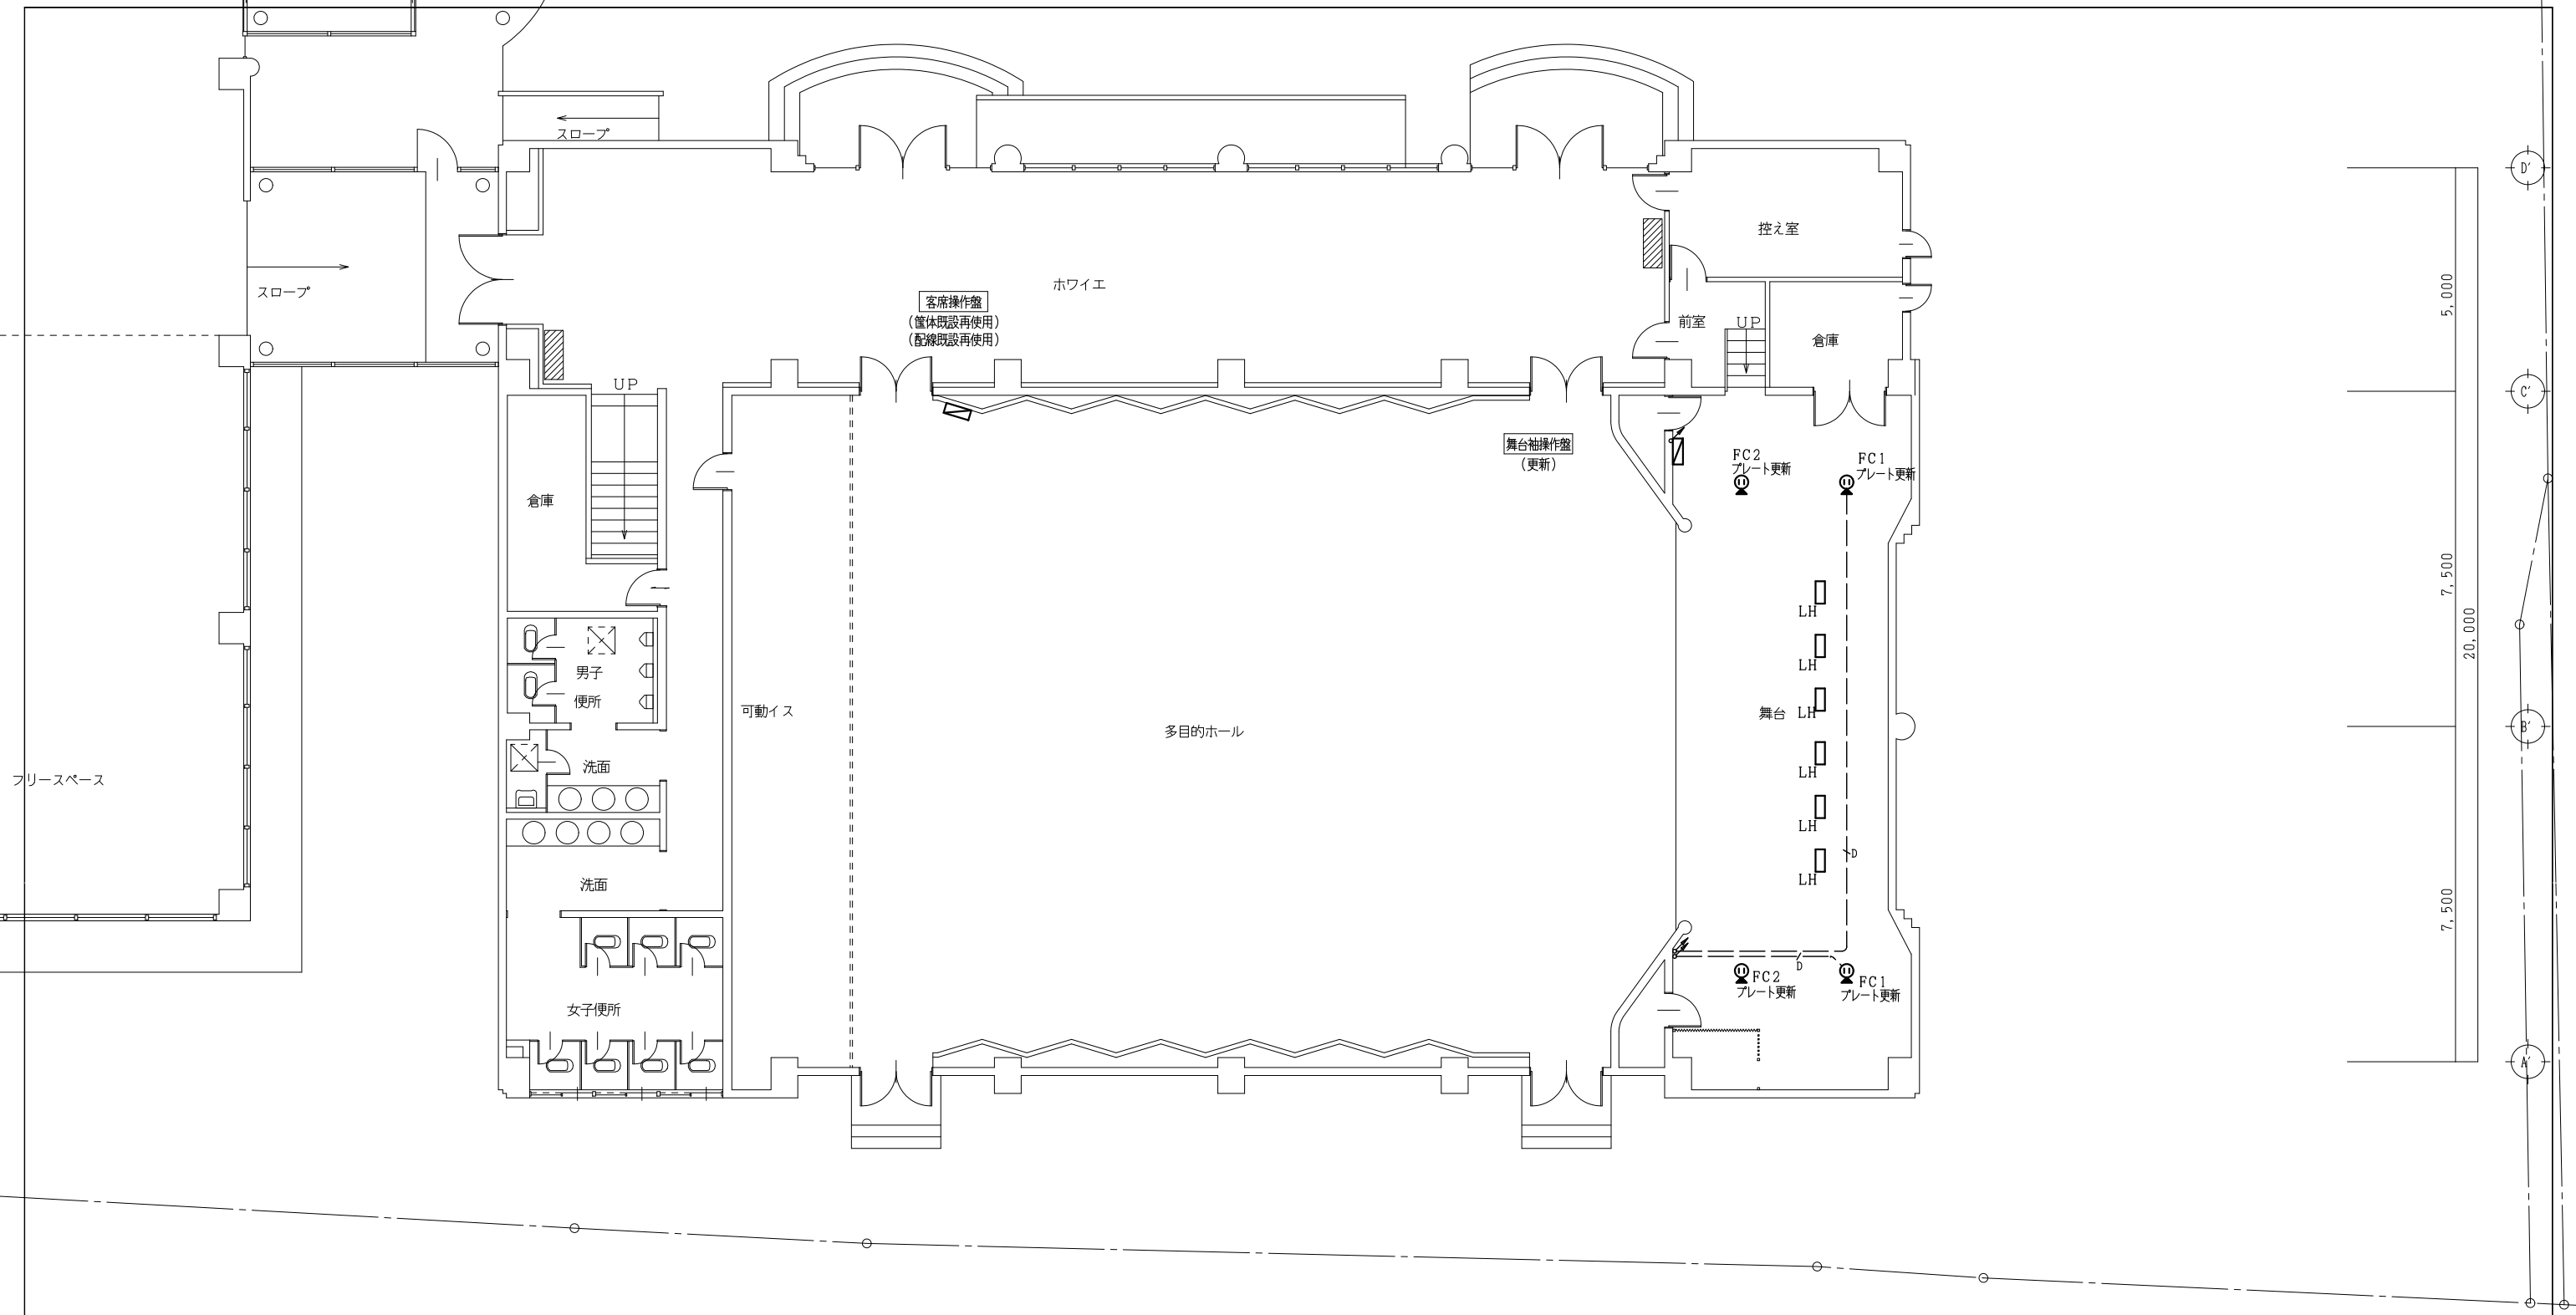 スロープ
D'
控え室
スロープ
ホワイエ
5,000
客席操作盤
(筐体既設再使用)
(配線既設再使用)
前室
UP
倉庫
UP
C'
舞台袖操作盤
(更新)
FC2
プレート更新
FC1
プレート更新
倉庫
7,500
LH
20,000
LH
男子
便所
可動イス
舞台
LH
多目的ホール
B'
洗面
フリースペース
LH
LH
D
洗面
LH
7,500
D
FC2
プレート更新
FC1
プレート更新
女子便所
A'